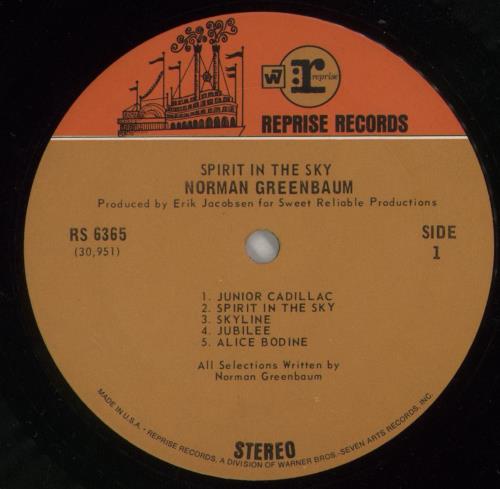 W7 r: reprise
REPRISE RECORDS
SPIRIT IN THE SKY
NORMAN GREENBAUM
Produced by Erik Jacobsen for Sweet Reliable Productions
RS 6365
(30,951)
SIDE
1
1. JUNIOR CADILLAC
2. SPIRIT IN THE SKY
3. SKYLINE
4. JUBILEE
5. ALICE BODINE
All Selections Written by
Norman Greenbaum
STEREO
MADE IN U.S.A. - REPRISE RECORDS, A DIVISION OF WARNER BROS.-SEVEN ARTS RECORDS, INC.